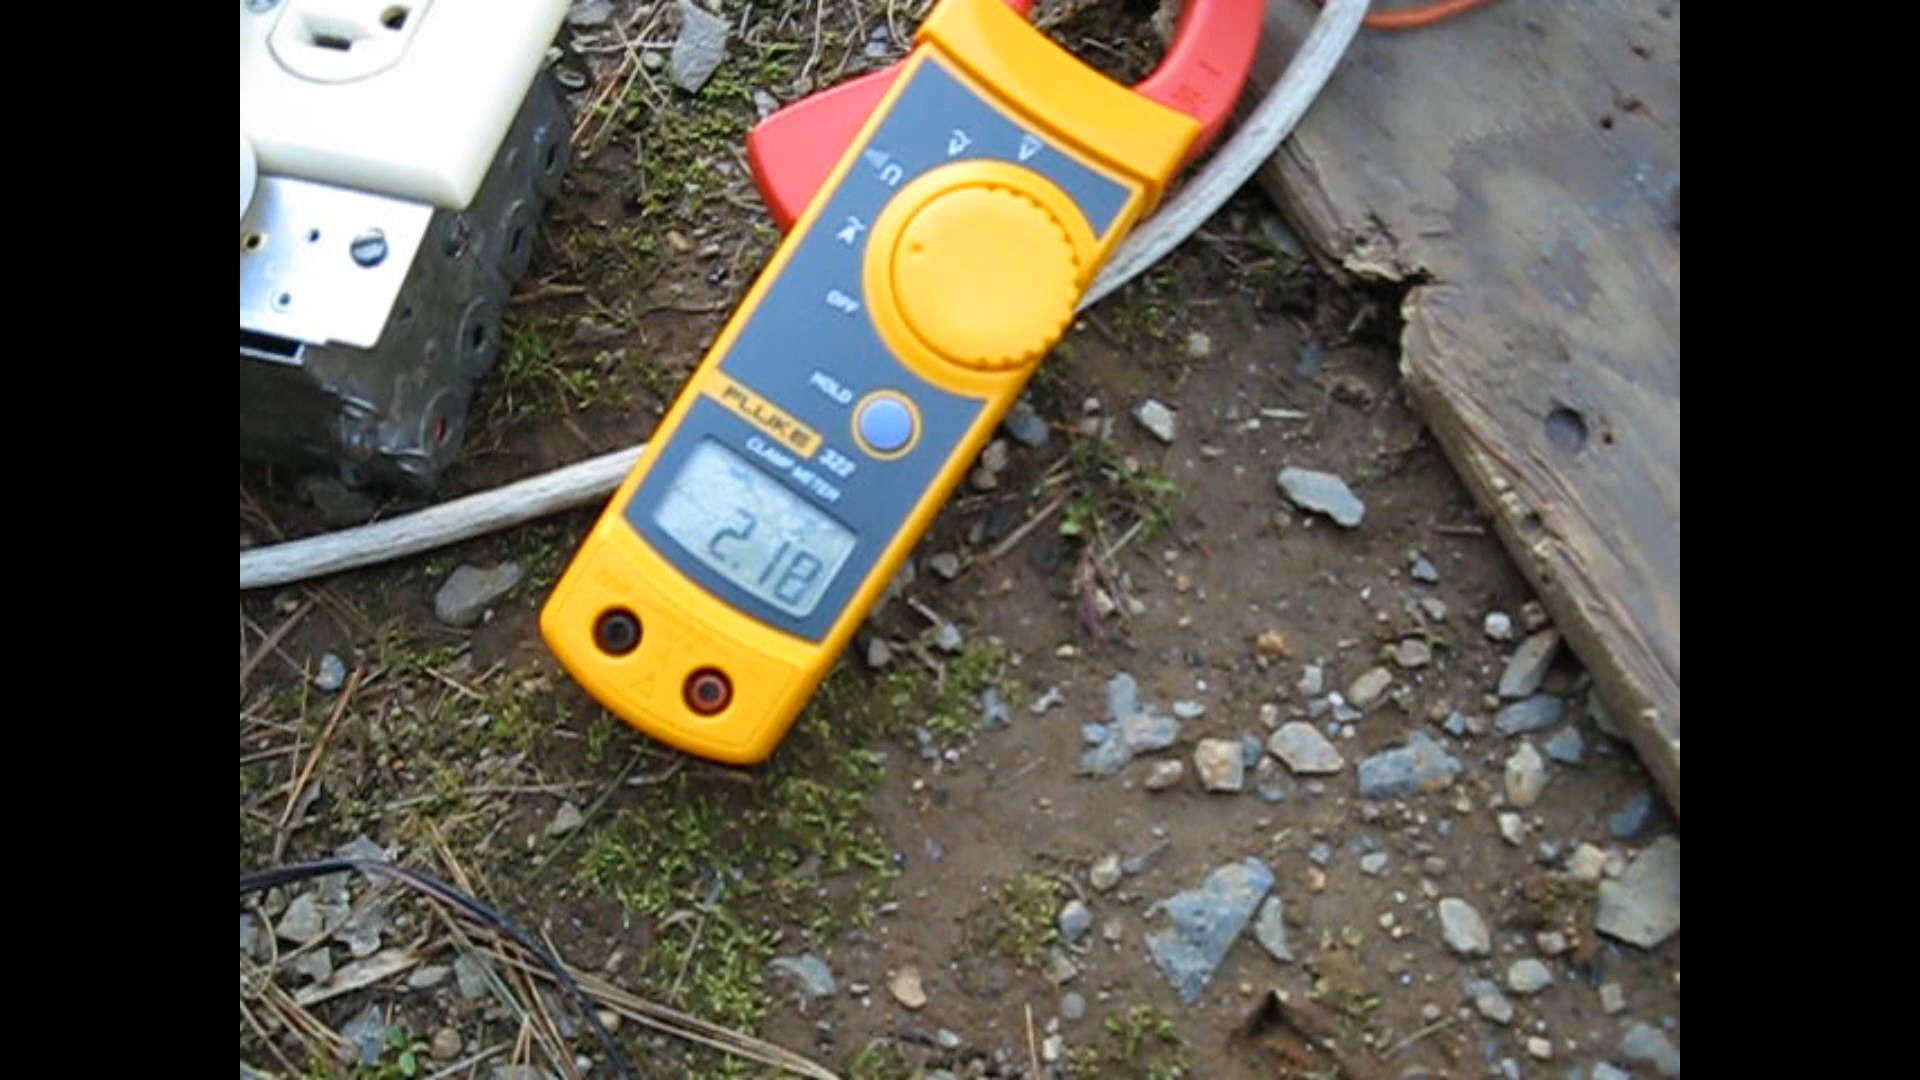 Ṽ
V
Ω
Ã
OFF
HOLD
FLUKE 322
CLAMP METER
2.18